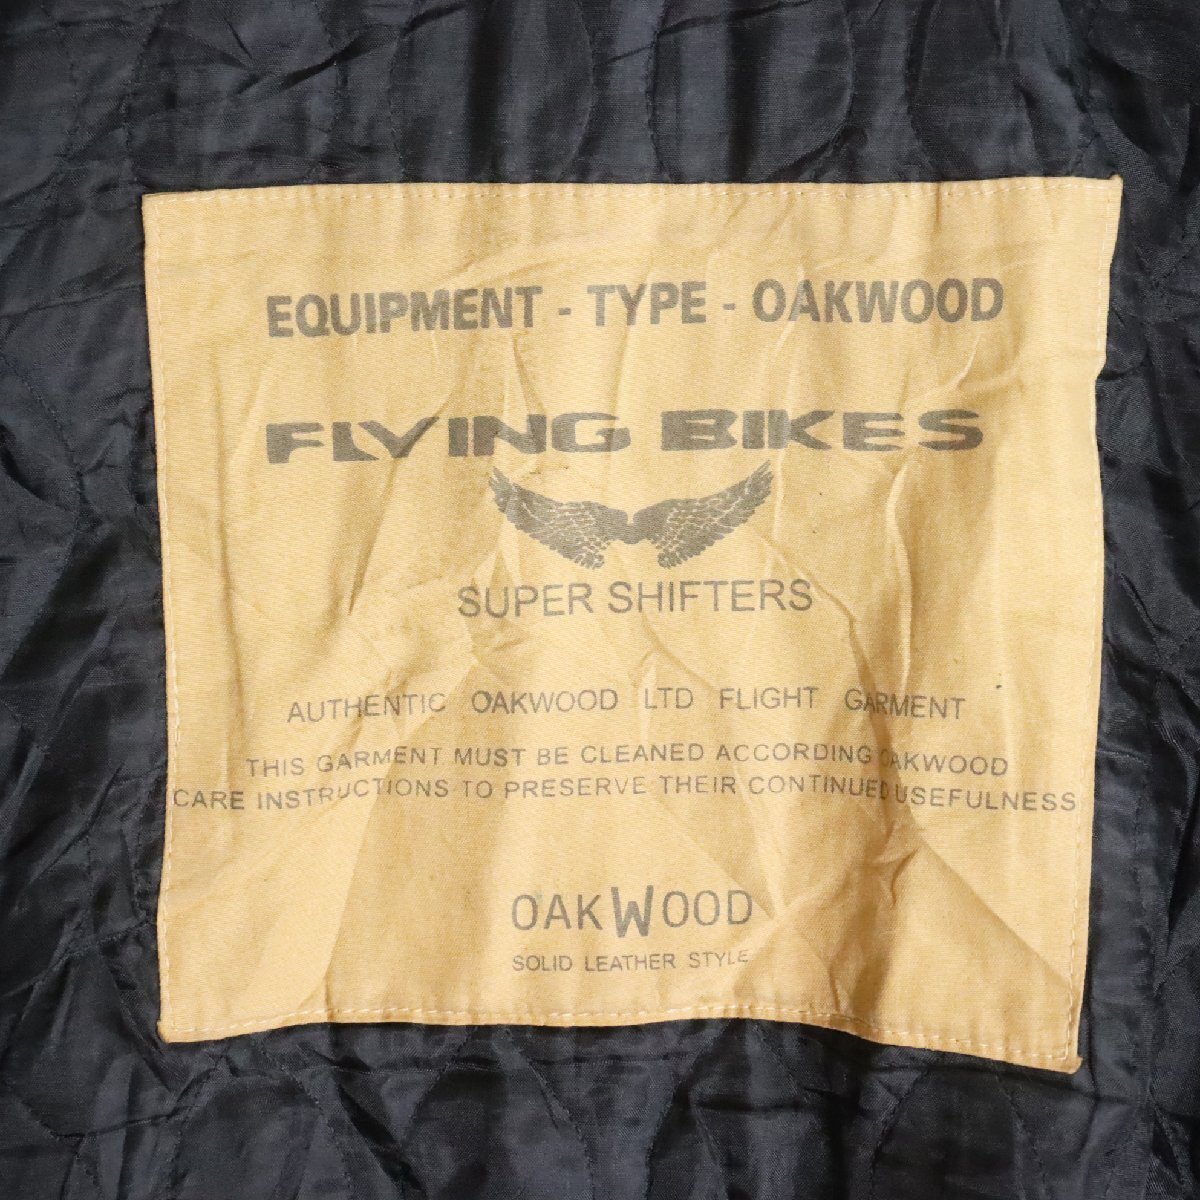 EQUIPMENT - TYPE - OAKWOOD
FLYING BIKES
SUPER SHIFTERS
AUTHENTIC OAKWOOD LTD FLIGHT GARMENT
THIS GARMENT MUST BE CLEANED ACCORDING OAKWOOD
CARE INSTRUCTIONS TO PRESERVE THEIR CONTINUED USEFULNESS
OAKWOOD
SOLID LEATHER STYLE